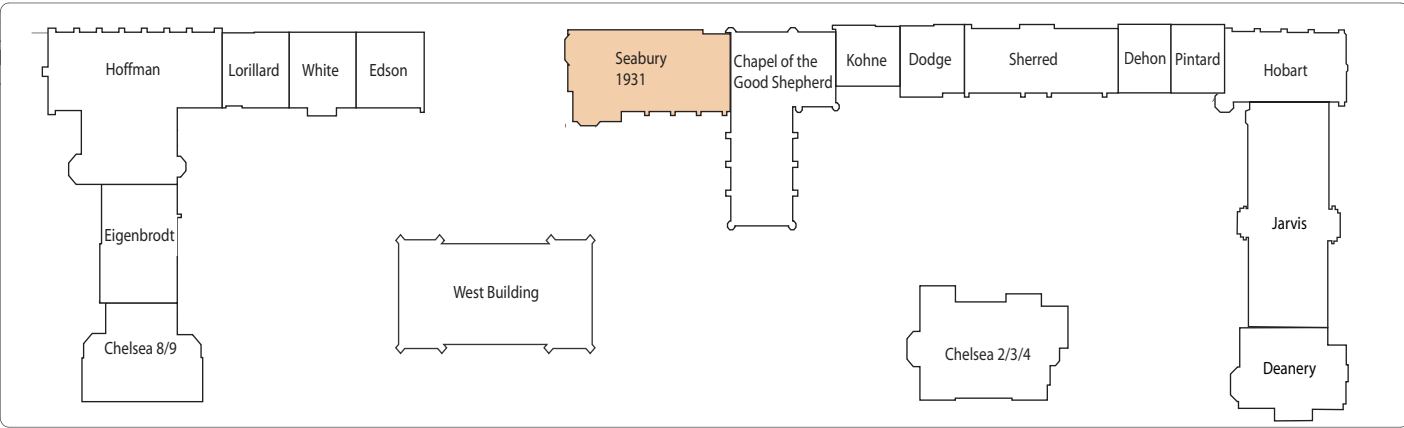 Hoffman
Lorillard
White
Edson
Seabury
1931
Chapel of the
Good Shepherd
Kohne
Dodge
Sherred
Dehon
Pintard
Hobart
Eigenbrodt
Jarvis
West Building
Chelsea 8/9
Chelsea 2/3/4
Deanery